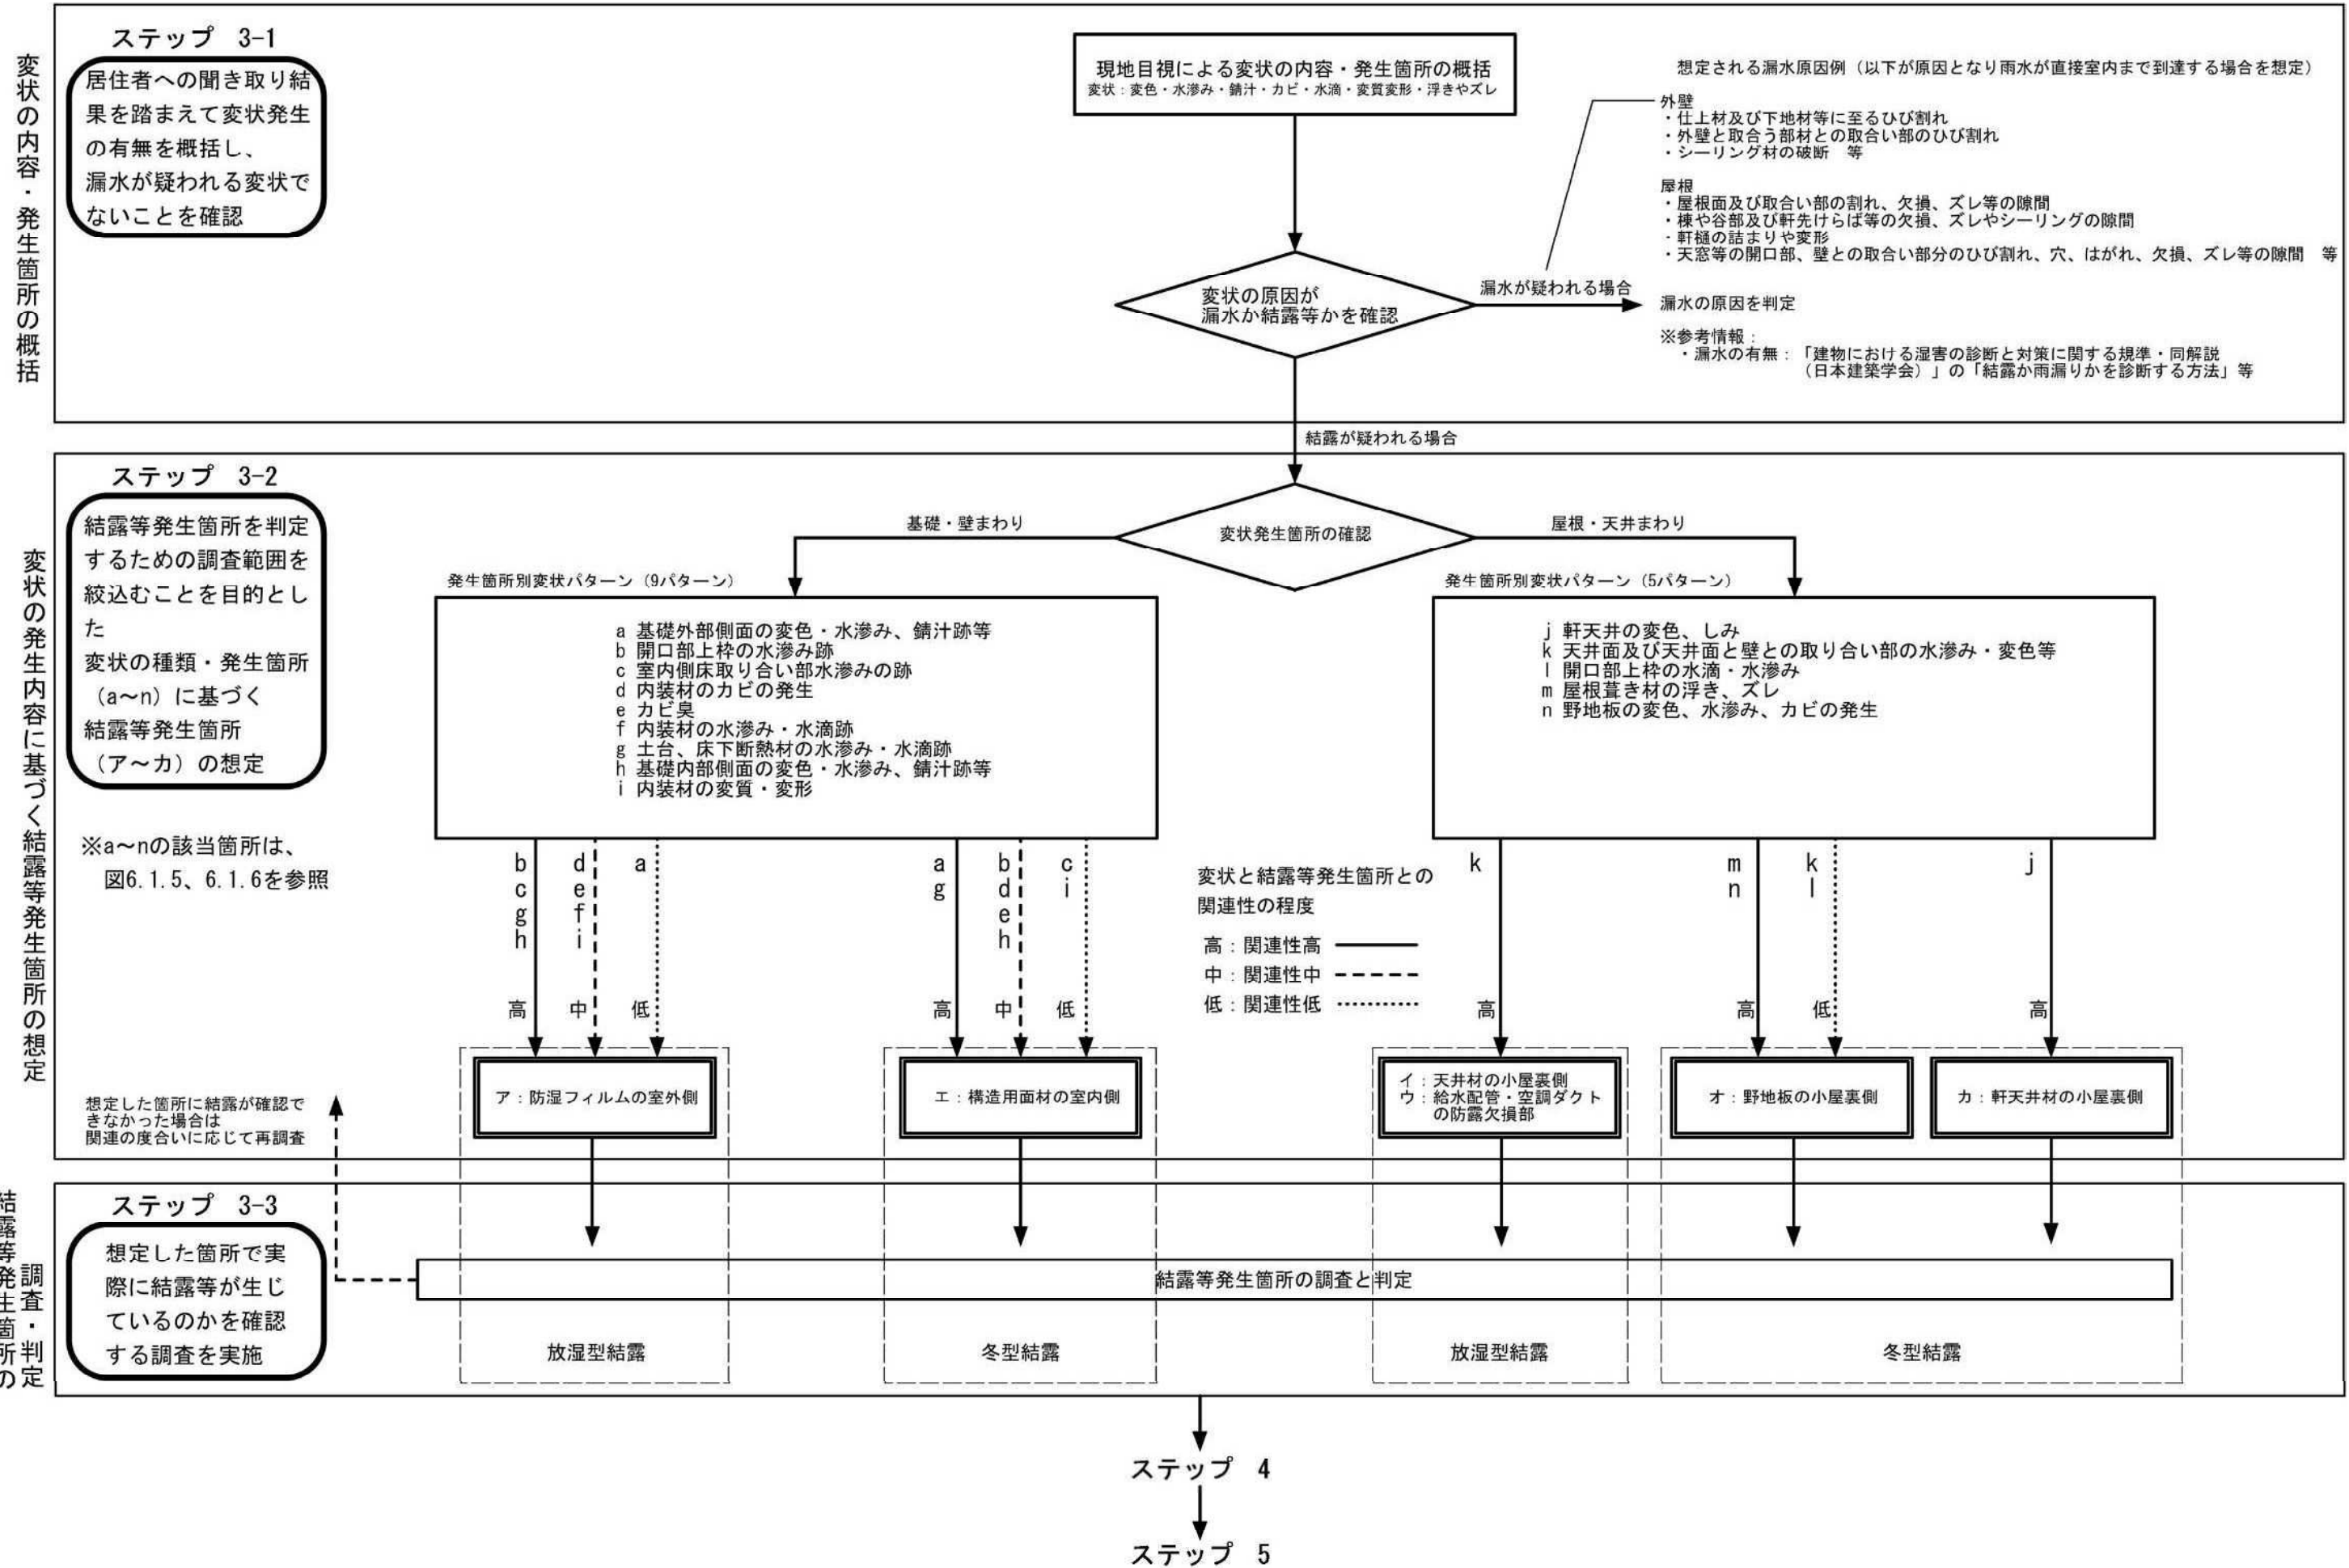 変状の内容・発生箇所の概括
ステップ 3-1
居住者への聞き取り結
果を踏まえて変状発生
の有無を概括し、
漏水が疑われる変状で
ないことを確認
現地目視による変状の内容・発生箇所の概括
変状：変色・水滲み・錆汁・カビ・水滴・変質変形・浮きやズレ
想定される漏水原因例（以下が原因となり雨水が直接室内まで到達する場合を想定）
外壁
・仕上材及び下地材等に至るひび割れ
・外壁と取合う部材との取合い部のひび割れ
・シーリング材の破断　等
屋根
・屋根面及び取合い部の割れ、欠損、ズレ等の隙間
・棟や谷部及び軒先けらば等の欠損、ズレやシーリングの隙間
・軒樋の詰まりや変形
・天窓等の開口部、壁との取合い部分のひび割れ、穴、はがれ、欠損、ズレ等の隙間　等
変状の原因が
漏水か結露等かを確認
漏水が疑われる場合
漏水の原因を判定
※参考情報：
・漏水の有無：「建物における湿害の診断と対策に関する規準・同解説
（日本建築学会）」の「結露か雨漏りかを診断する方法」等
結露が疑われる場合
変状の発生内容に基づく結露等発生箇所の想定
ステップ 3-2
結露等発生箇所を判定
するための調査範囲を
絞込むことを目的とし
た
変状の種類・発生箇所
（a～n）に基づく
結露等発生箇所
（ア～カ）の想定
※a～nの該当箇所は、
図6.1.5、6.1.6を参照
変状発生箇所の確認
基礎・壁まわり
屋根・天井まわり
発生箇所別変状パターン（9パターン）
a 基礎外部側面の変色・水滲み、錆汁跡等
b 開口部上枠の水滲み跡
c 室内側床取り合い部水滲みの跡
d 内装材のカビの発生
e カビ臭
f 内装材の水滲み・水滴跡
g 土台、床下断熱材の水滲み・水滴跡
h 基礎内部側面の変色・水滲み、錆汁跡等
i 内装材の変質・変形
発生箇所別変状パターン（5パターン）
j 軒天井の変色、しみ
k 天井面及び天井面と壁との取り合い部の水滲み・変色等
l 開口部上枠の水滴・水滲み
m 屋根葺き材の浮き、ズレ
n 野地板の変色、水滲み、カビの発生
b c g h
高
d e f i
中
a
低
a g
高
b d e h
中
c i
低
変状と結露等発生箇所との
関連性の程度
高：関連性高
中：関連性中
低：関連性低
k
高
m n
高
k l
低
j
高
ア：防湿フィルムの室外側
エ：構造用面材の室内側
イ：天井材の小屋裏側
ウ：給水配管・空調ダクト
の防露欠損部
オ：野地板の小屋裏側
カ：軒天井材の小屋裏側
想定した箇所に結露が確認で
きなかった場合は
関連の度合いに応じて再調査
結露等発生箇所の
調査・判定
ステップ 3-3
想定した箇所で実
際に結露等が生じ
ているのかを確認
する調査を実施
結露等発生箇所の調査と判定
放湿型結露
冬型結露
放湿型結露
冬型結露
ステップ 4
ステップ 5